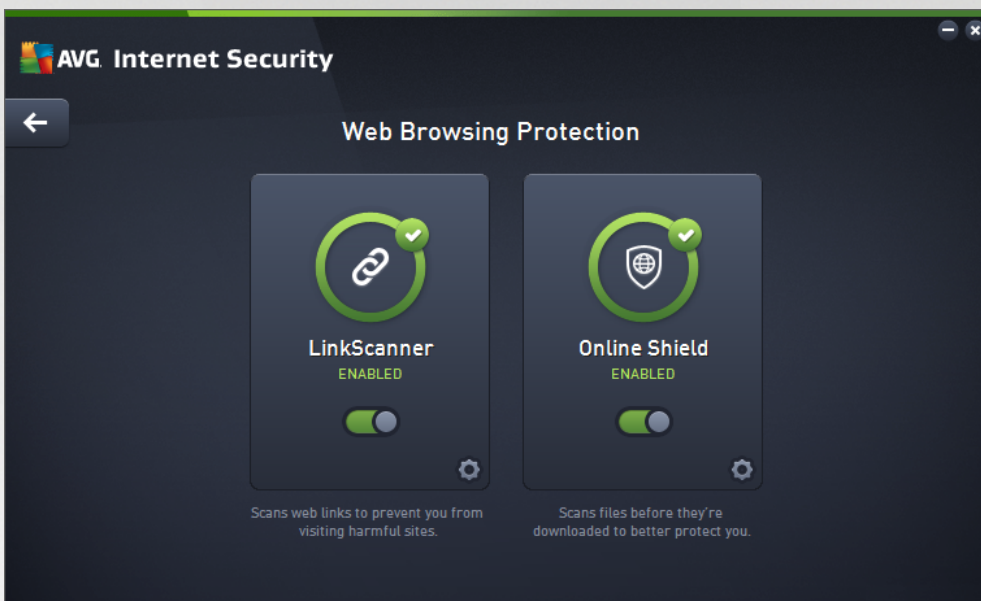 AVG. Internet Security
Web Browsing Protection
LinkScanner
ENABLED
Scans web links to prevent you from
visiting harmful sites.
Online Shield
ENABLED
Scans files before they're
downloaded to better protect you.